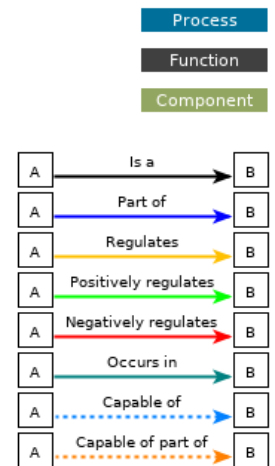 Process
Function
Component
A Is a B
A Part of B
A Regulates B
A Positively regulates B
A Negatively regulates B
A Occurs in B
A Capable of B
A Capable of part of B